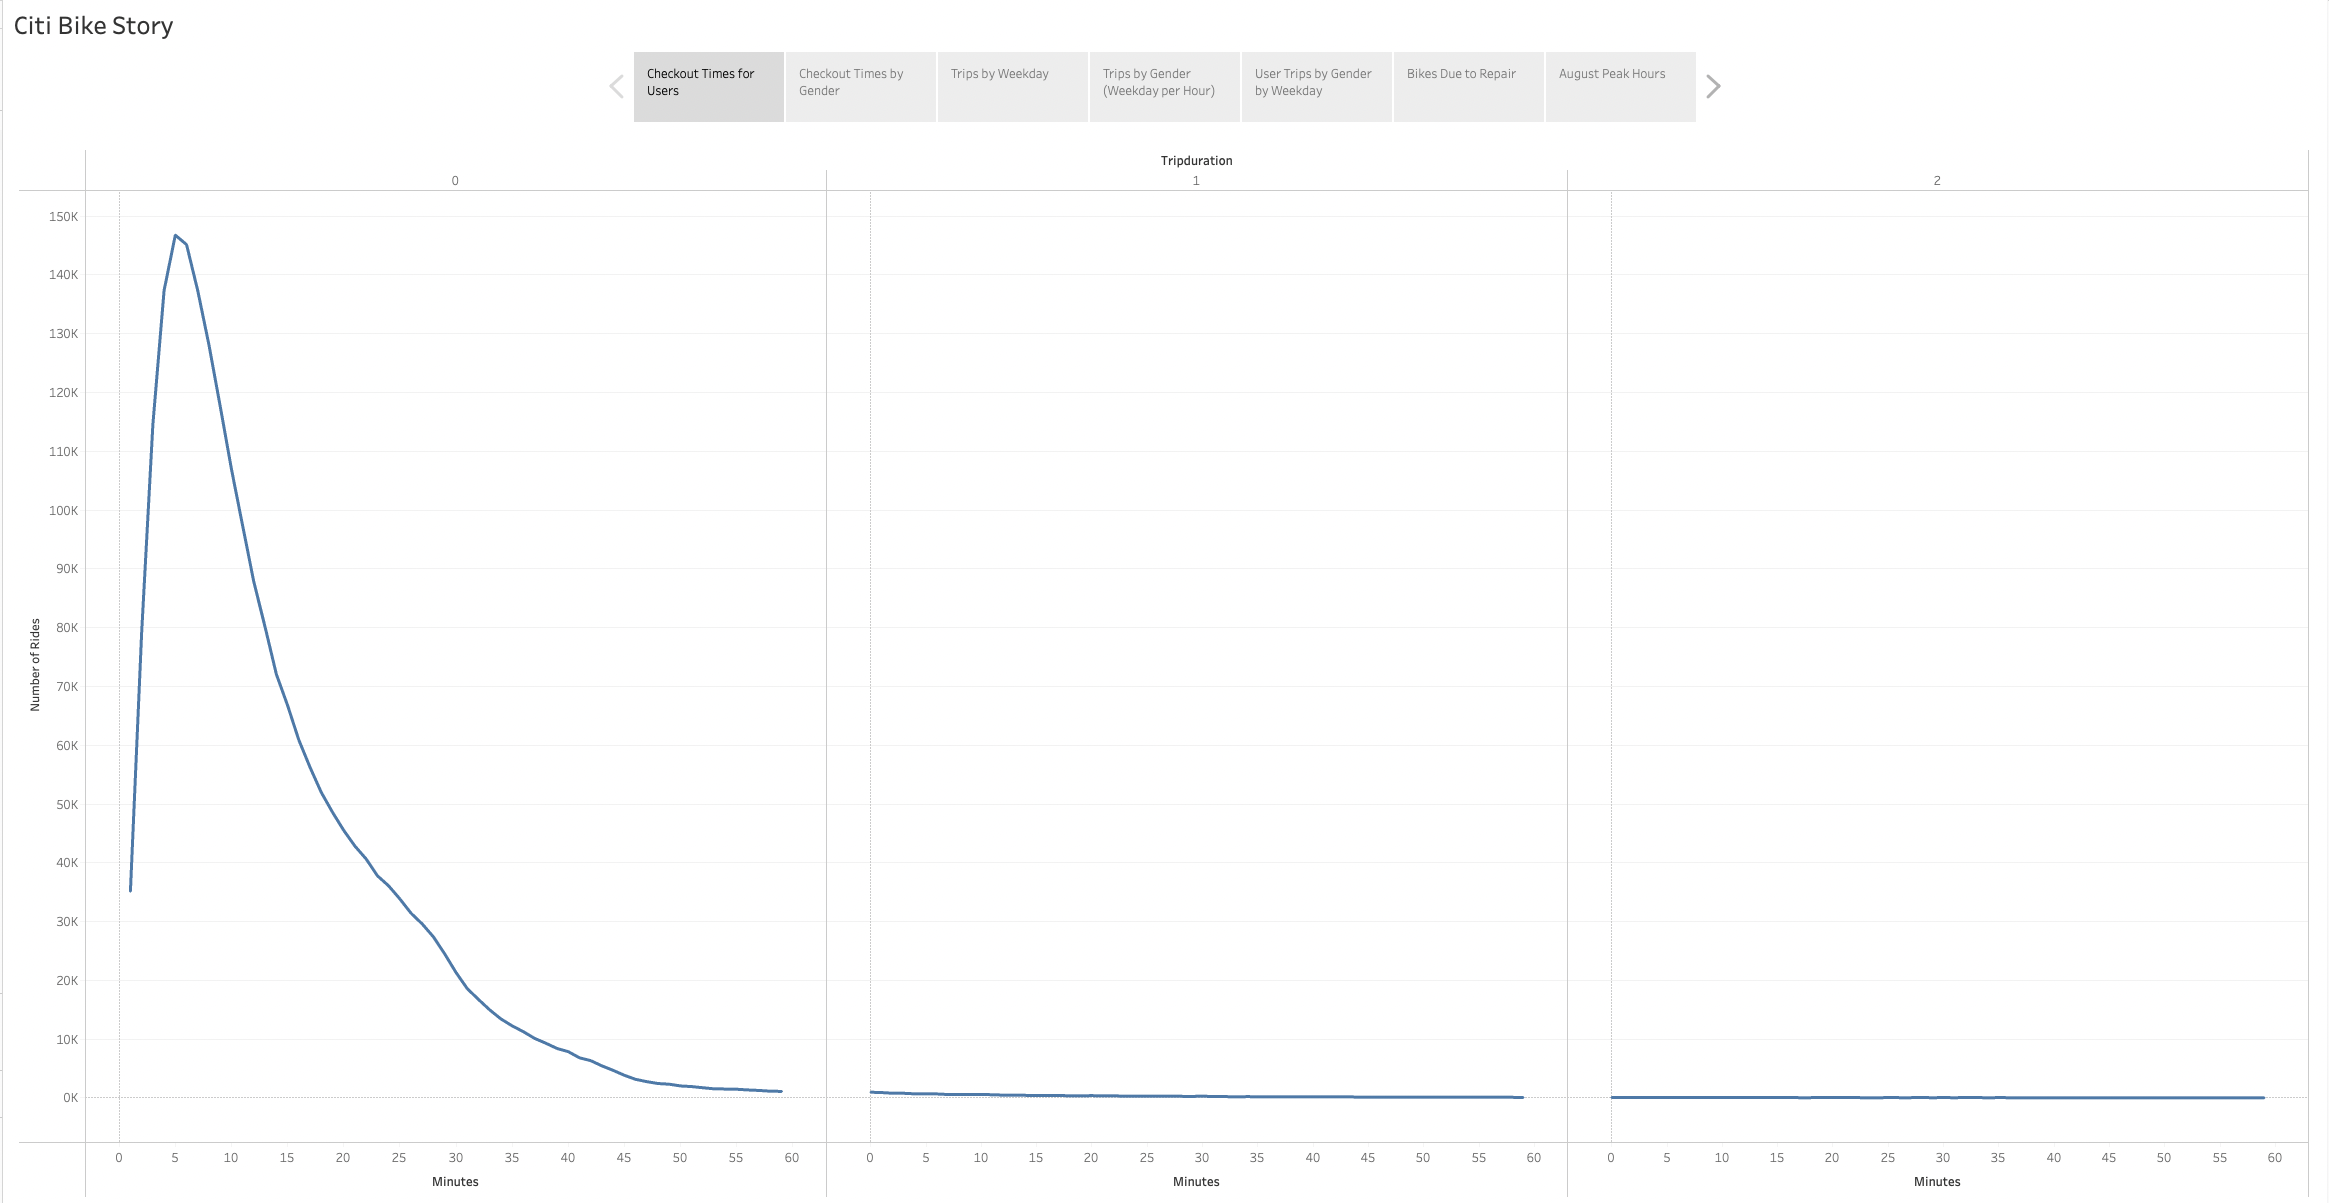 Citi Bike Story
Checkout Times for
Users
Checkout Times by
Gender
Trips by Weekday
Trips by Gender
(Weekday per Hour)
User Trips by Gender
by Weekday
Bikes Due to Repair
August Peak Hours
Tripduration
0 1 2
150K
140K
130K
120K
110K
100K
90K
80K
70K
60K
50K
40K
30K
20K
10K
0K
Number of Rides
0 5 10 15 20 25 30 35 40 45 50 55 60
0 5 10 15 20 25 30 35 40 45 50 55 60
0 5 10 15 20 25 30 35 40 45 50 55 60
Minutes Minutes Minutes